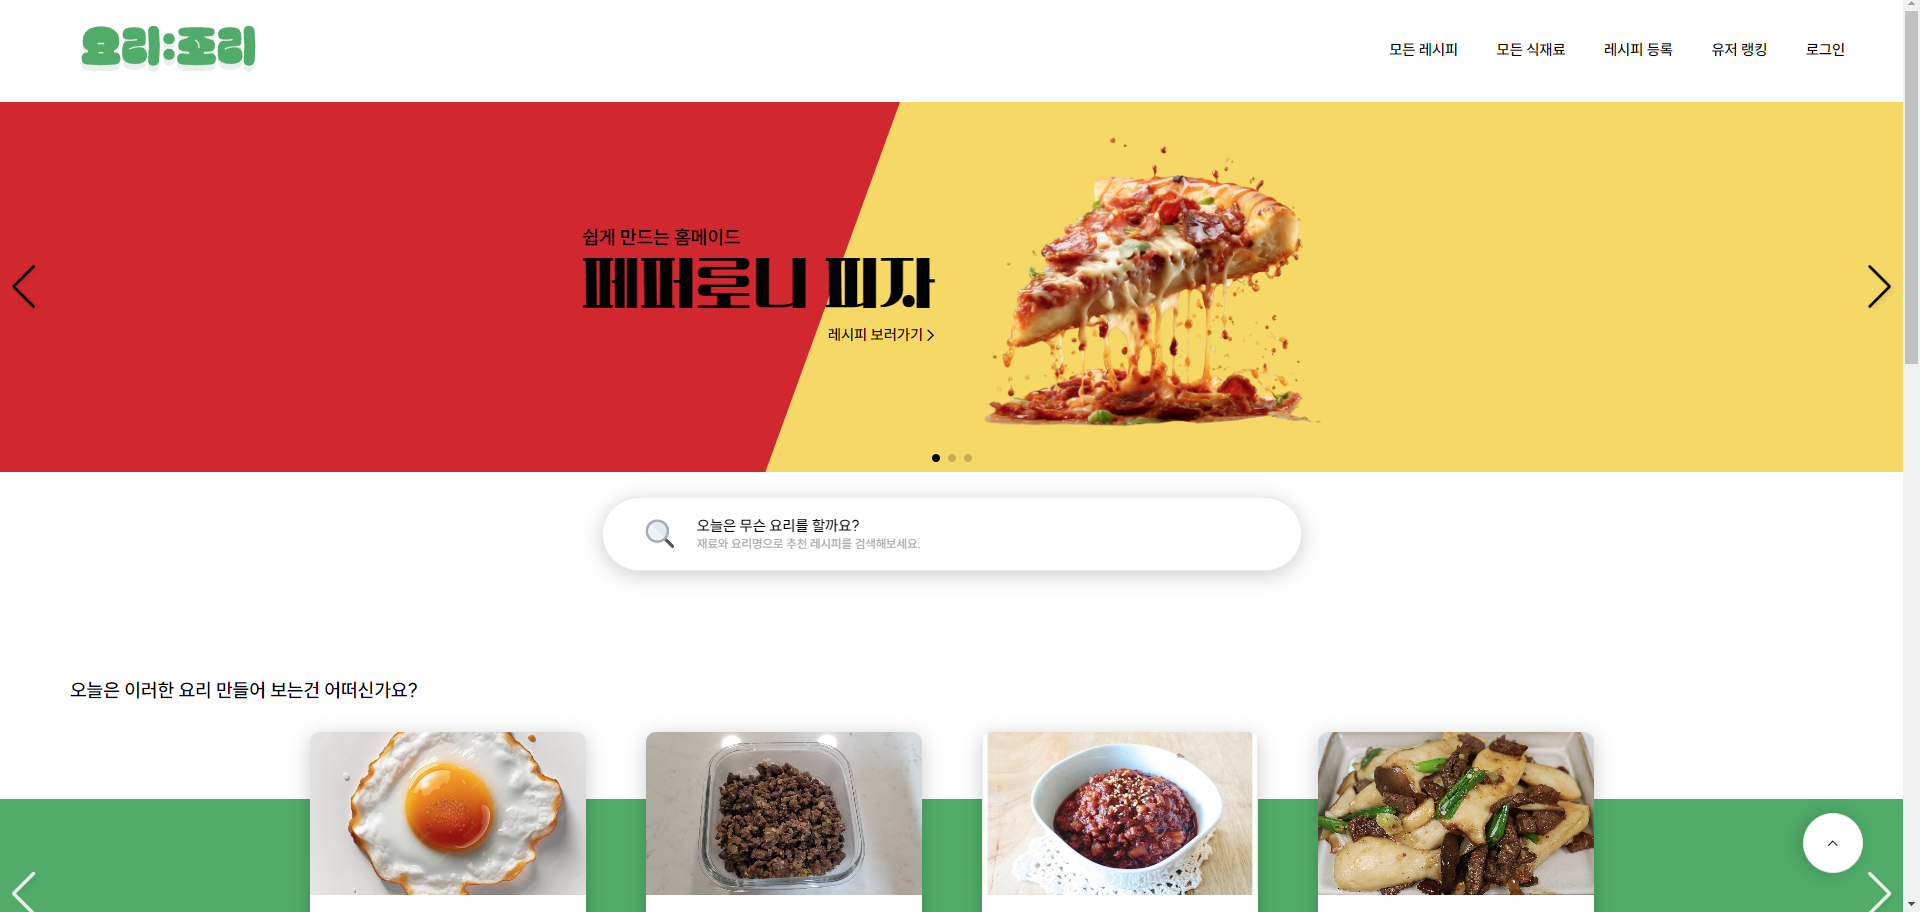 요리:조리
모든 레시피
모든 식재료
레시피 등록
유저 랭킹
로그인
쉽게 만드는 홈메이드
페퍼로니 피자
레시피 보러가기 >
오늘은 무슨 요리를 할까요?
재료와 요리명으로 추천 레시피를 검색해보세요.
오늘은 이러한 요리 만들어 보는건 어떠신가요?